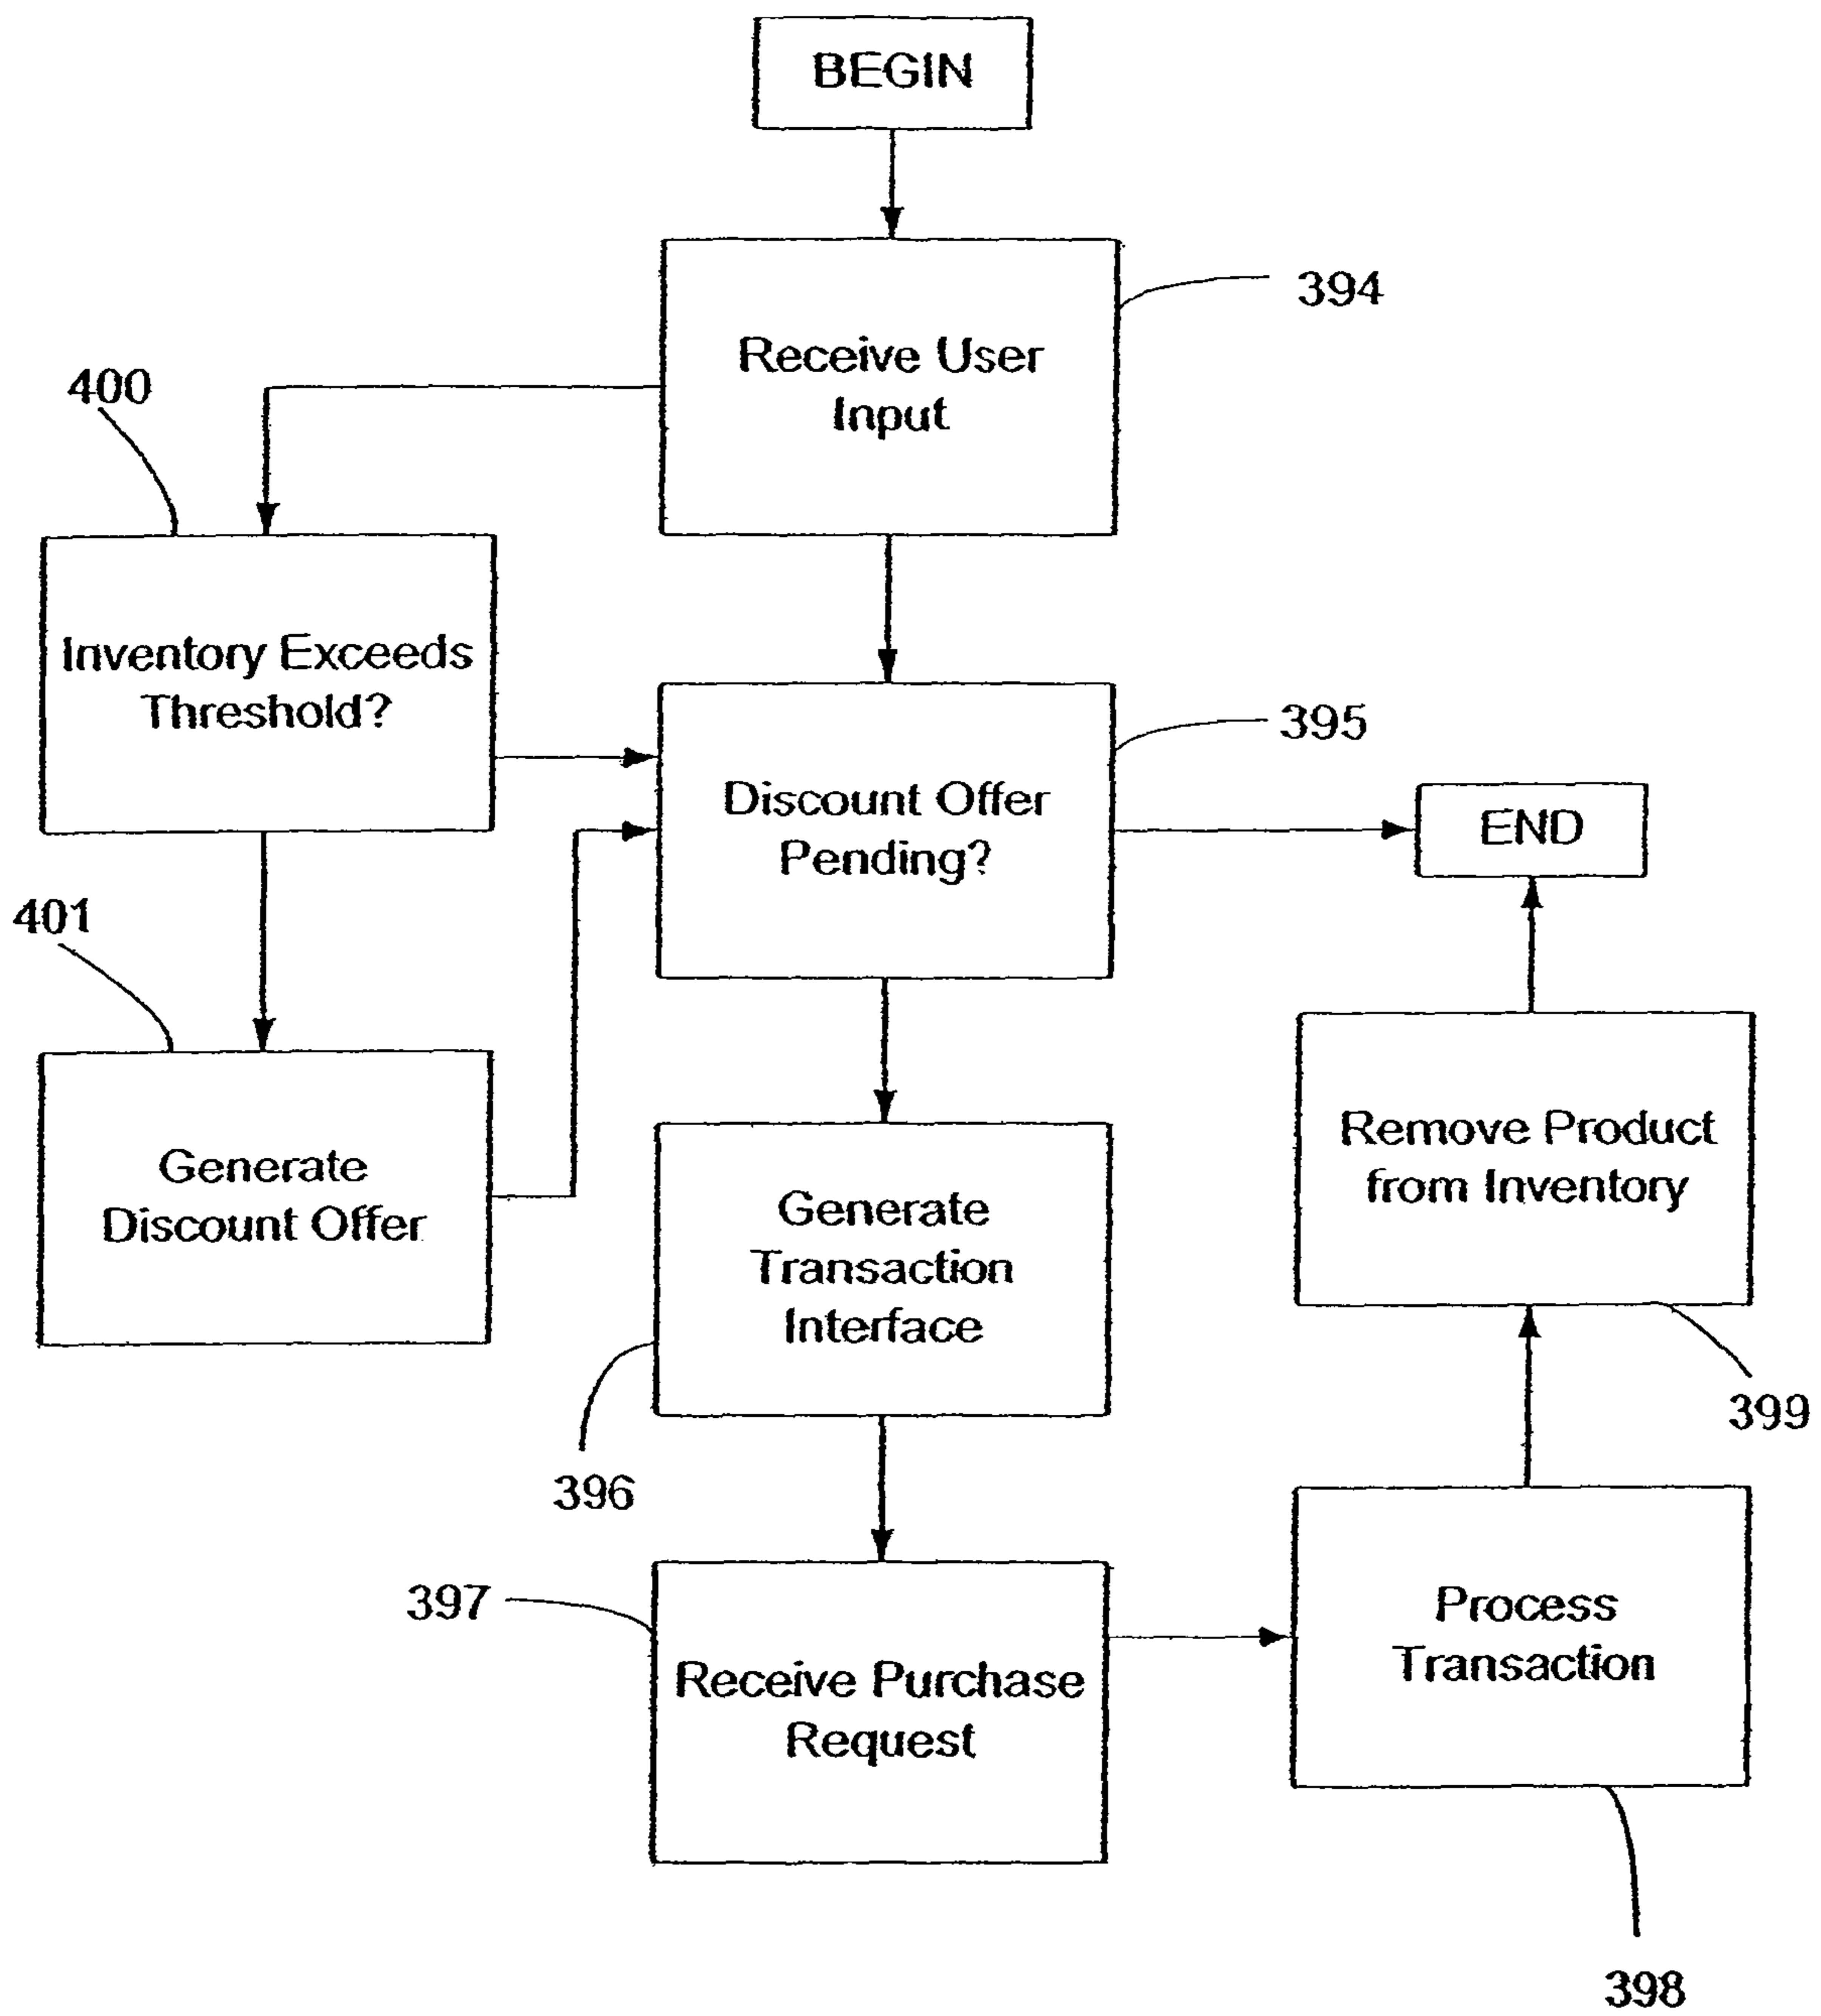 BEGIN
394
Receive User
Input
400
Inventory Exceeds
Threshold?
395
Discount Offer
Pending?
END
401
Generate
Discount Offer
Remove Product
from Inventory
Generate
Transaction
Interface
399
396
397
Process
Transaction
Receive Purchase
Request
398